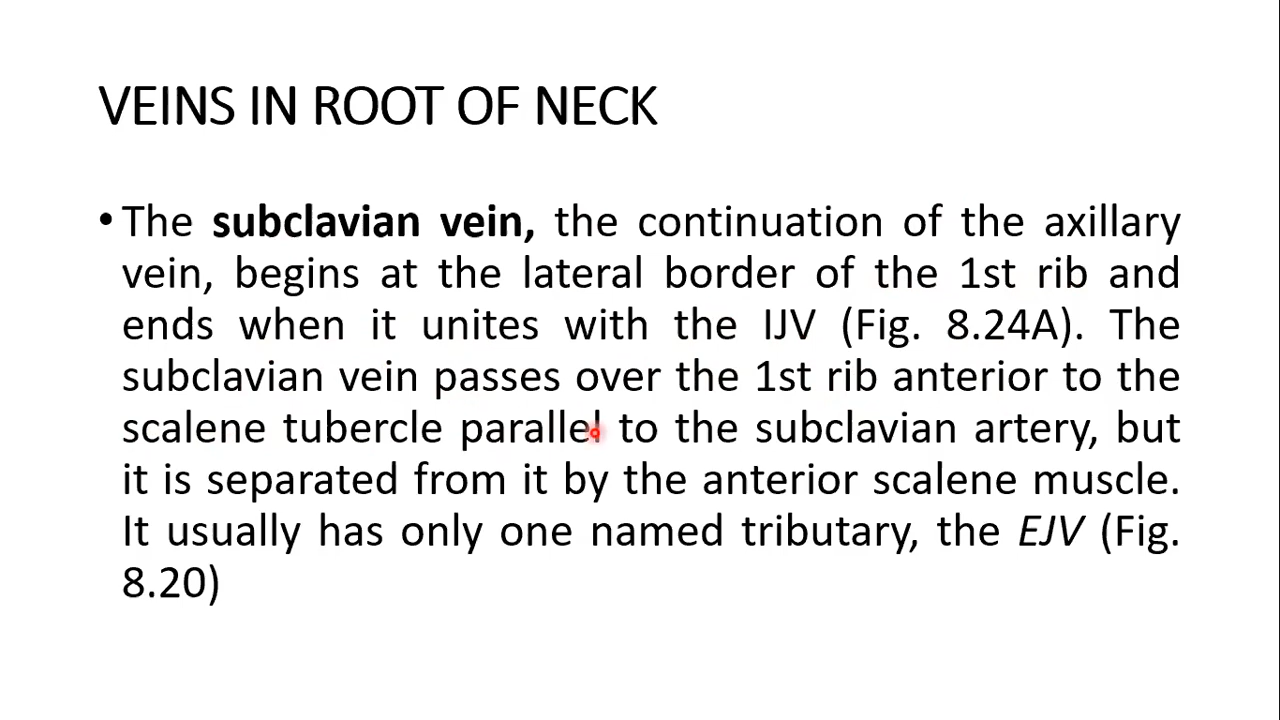 VEINS IN ROOT OF NECK
• The subclavian vein, the continuation of the axillary
vein, begins at the lateral border of the 1st rib and
ends when it unites with the IJV (Fig. 8.24A). The
subclavian vein passes over the 1st rib anterior to the
scalene tubercle parallel to the subclavian artery, but
it is separated from it by the anterior scalene muscle.
It usually has only one named tributary, the EJV (Fig.
8.20)